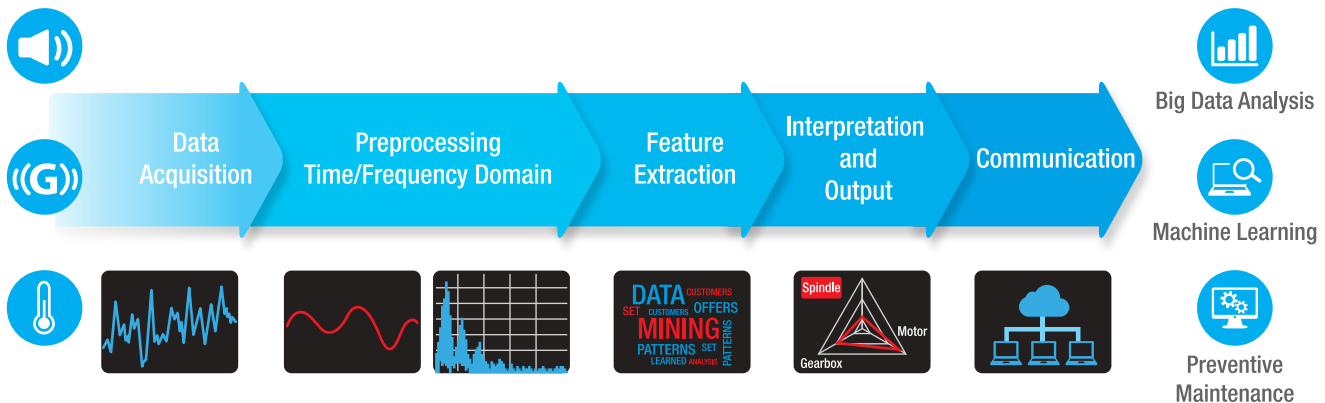 ((G))
Data
Acquisition
Preprocessing
Time/Frequency Domain
Feature
Extraction
Interpretation
and
Output
Communication
Big Data Analysis
Machine Learning
Preventive
Maintenance
DATA CUSTOMERS
SET CUSTOMERS OFFERS
MINING
PATTERNS SET
LEARNED ANALYSIS
PATTERNS
Spindle
Motor
Gearbox